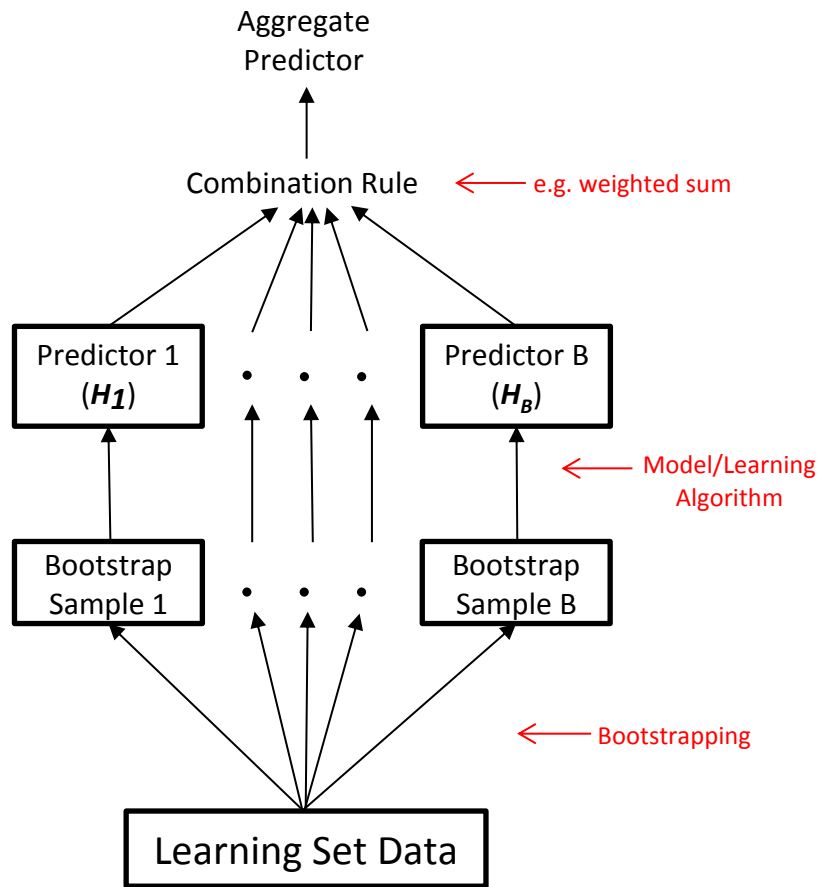 Aggregate
Predictor
Combination Rule
e.g. weighted sum
Predictor 1
(H1)
Predictor B
(HB)
Model/Learning
Algorithm
Bootstrap
Sample 1
Bootstrap
Sample B
Bootstrapping
Learning Set Data